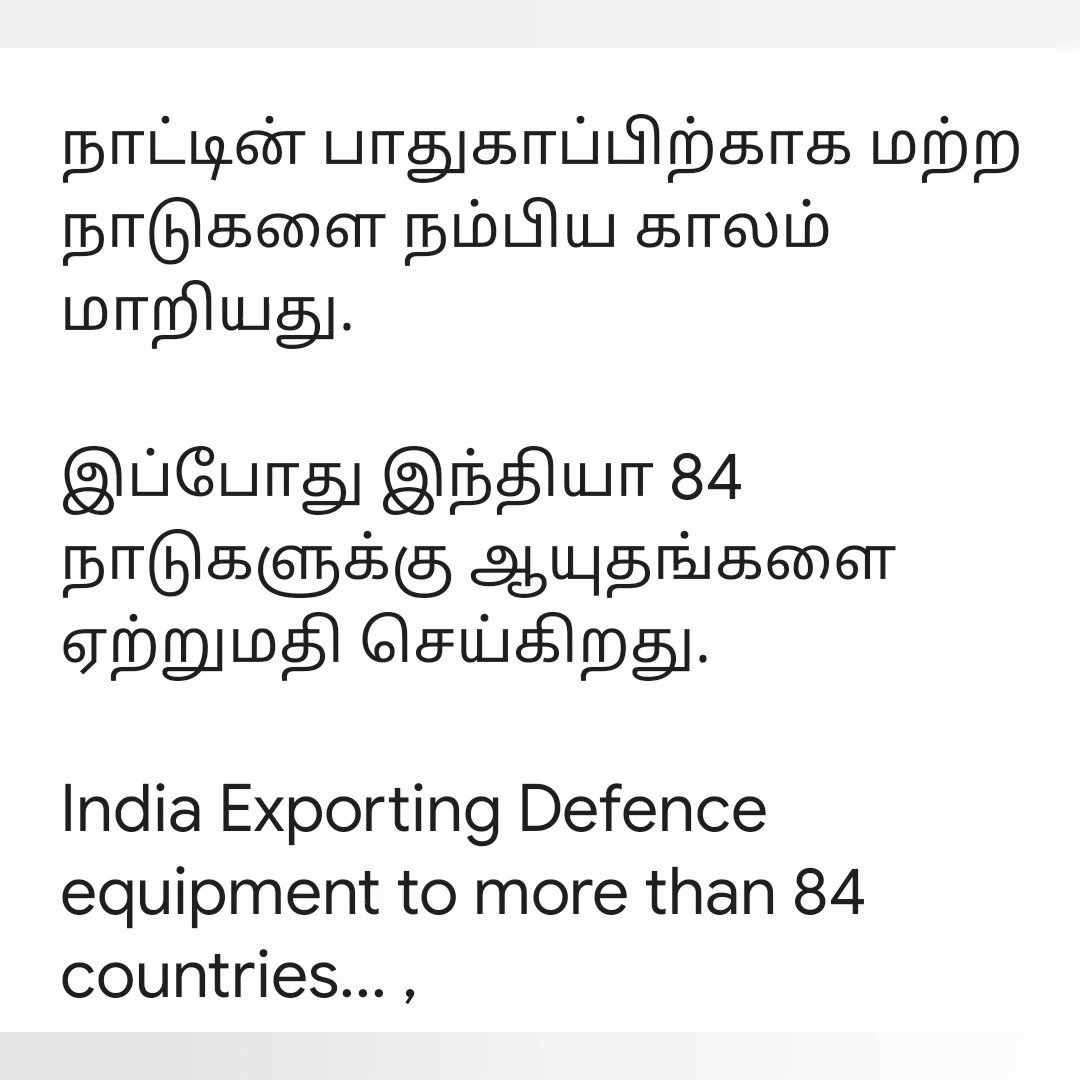 நாட்டின் பாதுகாப்பிற்காக மற்ற
நாடுகளை நம்பிய காலம்
மாறியது.
இப்போது இந்தியா 84
நாடுகளுக்கு ஆயுதங்களை
ஏற்றுமதி செய்கிறது.
India Exporting Defence
equipment to more than 84
countries... ,